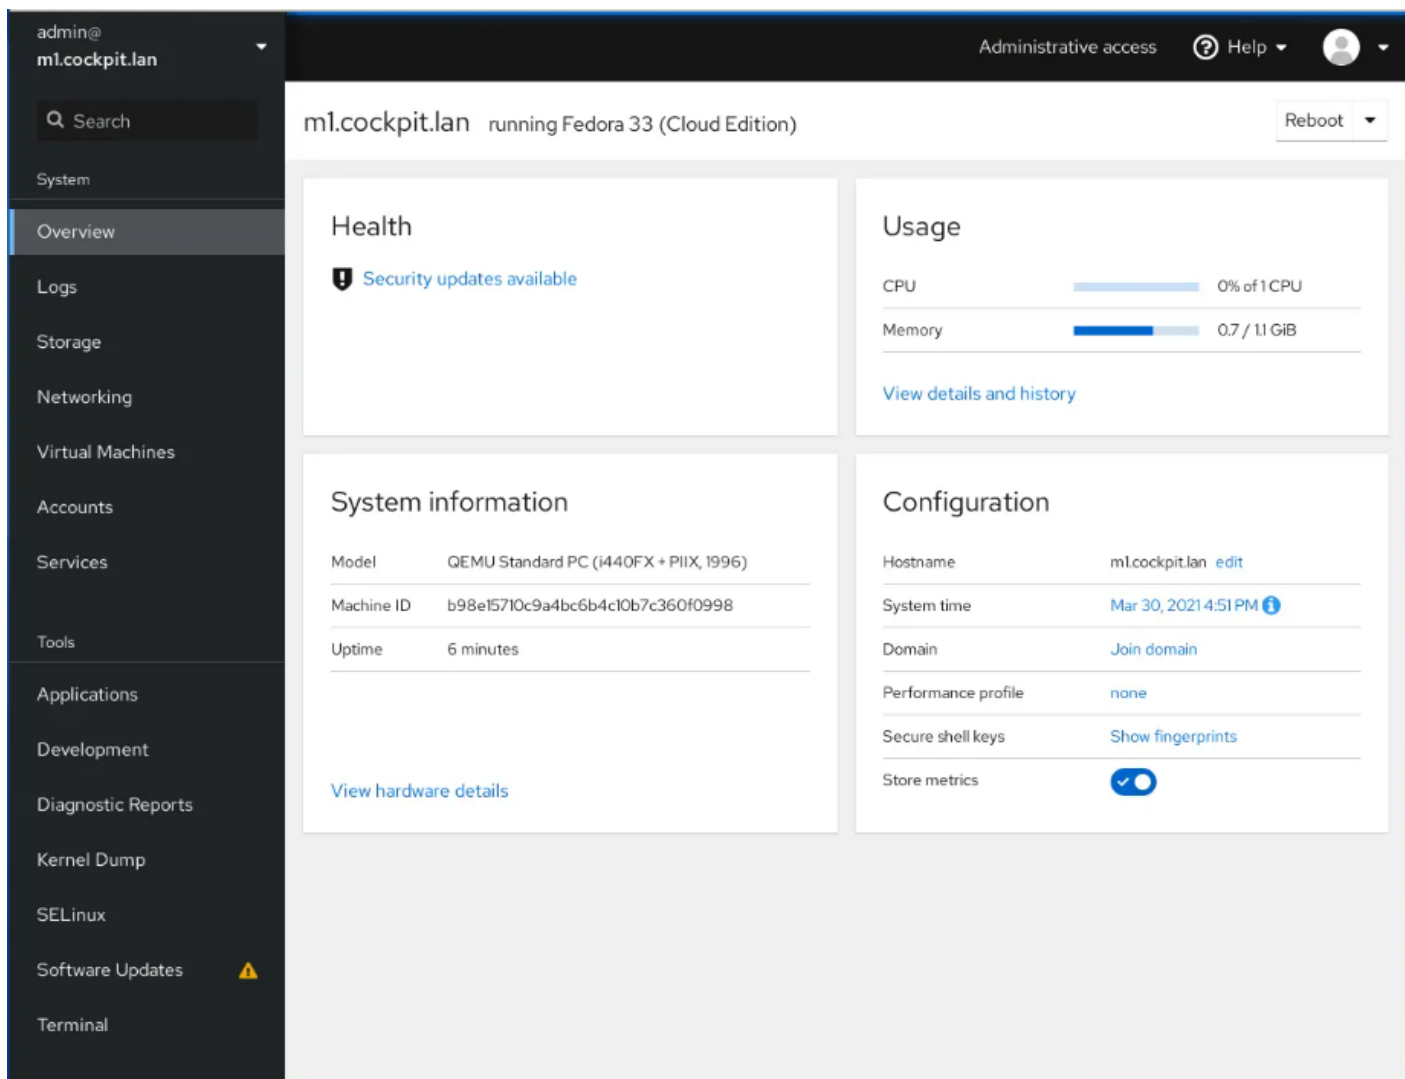 admin@
m1.cockpit.lan
Administrative access
Help
Search
m1.cockpit.lan running Fedora 33 (Cloud Edition)
Reboot
System
Overview
Logs
Storage
Networking
Virtual Machines
Accounts
Services
Tools
Applications
Development
Diagnostic Reports
Kernel Dump
SELinux
Software Updates
Terminal
Health
Security updates available
Usage
CPU 0% of 1 CPU
Memory 0.7 / 1.1 GiB
View details and history
System information
Model QEMU Standard PC (i440FX + PIIX, 1996)
Machine ID b98e15710c9a4bc6b4c10b7c360f0998
Uptime 6 minutes
View hardware details
Configuration
Hostname m1.cockpit.lan edit
System time Mar 30, 2021 4:51 PM
Domain Join domain
Performance profile none
Secure shell keys Show fingerprints
Store metrics